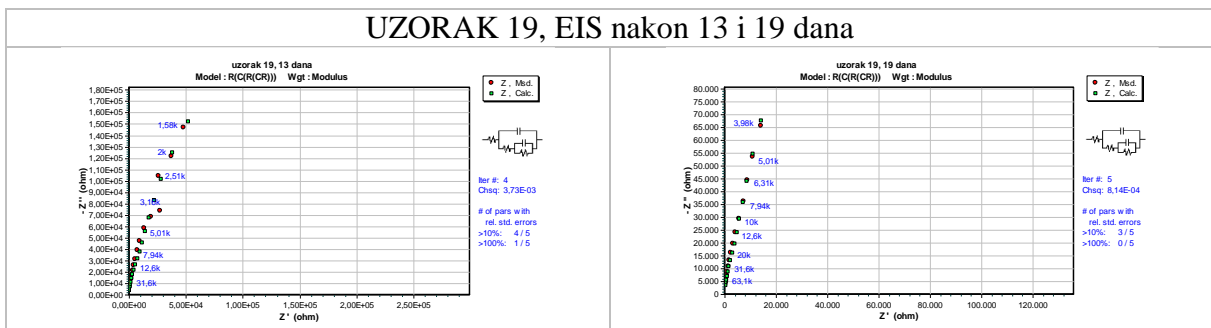 UZORAK 19, EIS nakon 13 i 19 dana
uzorak 19, 13 dana
Model : R(C(R(CR))) Wgt : Modulus
- Z '' (ohm)
1,80E+05
1,70E+05
1,60E+05
1,50E+05
1,40E+05
1,30E+05
1,20E+05
1,10E+05
1,00E+05
9,00E+04
8,00E+04
7,00E+04
6,00E+04
5,00E+04
4,00E+04
3,00E+04
2,00E+04
1,00E+04
0,00E+00
1,58k
2k
2,51k
5,01k
7,94k
12,6k
31,6k
0,00E+00 5,00E+04 1,00E+05 1,50E+05 2,00E+05 2,50E+05
Z ' (ohm)
Z , Msd.
Z , Calc.
Iter #: 4
Chsq: 3,73E-03
# of pars with
rel. std. errors
>10%: 4 / 5
>100%: 1 / 5
uzorak 19, 19 dana
Model : R(C(R(CR))) Wgt : Modulus
- Z '' (ohm)
80.000
75.000
70.000
65.000
60.000
55.000
50.000
45.000
40.000
35.000
30.000
25.000
20.000
15.000
10.000
5.000
0
3,98k
5,01k
6,31k
7,94k
10k
12,6k
20k
31,6k
63,1k
0 20.000 40.000 60.000 80.000 100.000 120.000
Z ' (ohm)
Z , Msd.
Z , Calc.
Iter #: 5
Chsq: 8,14E-04
# of pars with
rel. std. errors
>10%: 3 / 5
>100%: 0 / 5